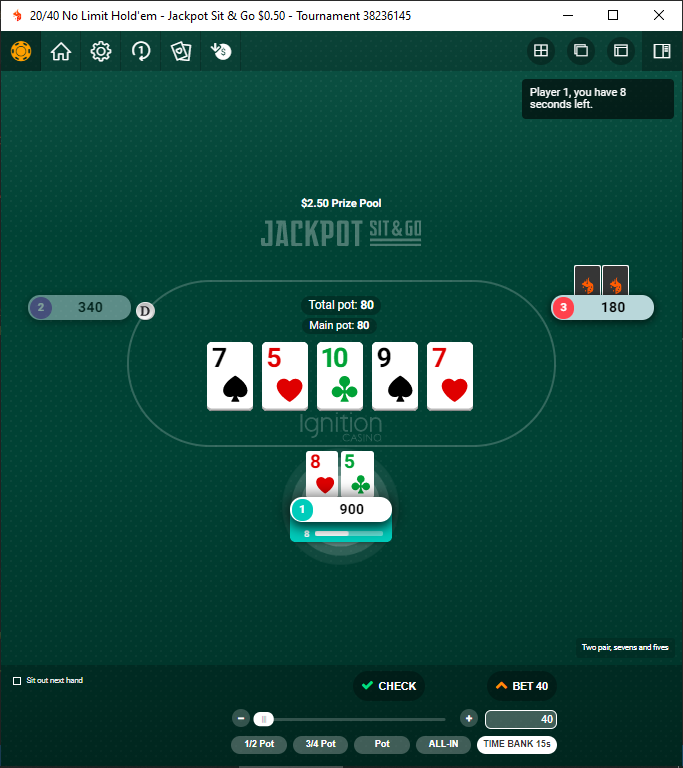 20/40 No Limit Hold'em - Jackpot Sit & Go $0.50 - Tournament 38236145
1
$
Player 1, you have 8
seconds left.
$2.50 Prize Pool
JACKPOT SIT & GO
2 340
D
Total pot: 80
Main pot: 80
3 180
7 5 10 9 7
Ignition
CASINO
8 5
1 900
8
Two pair, sevens and fives
Sit out next hand
CHECK
BET 40
40
1/2 Pot 3/4 Pot Pot ALL-IN TIME BANK 15s